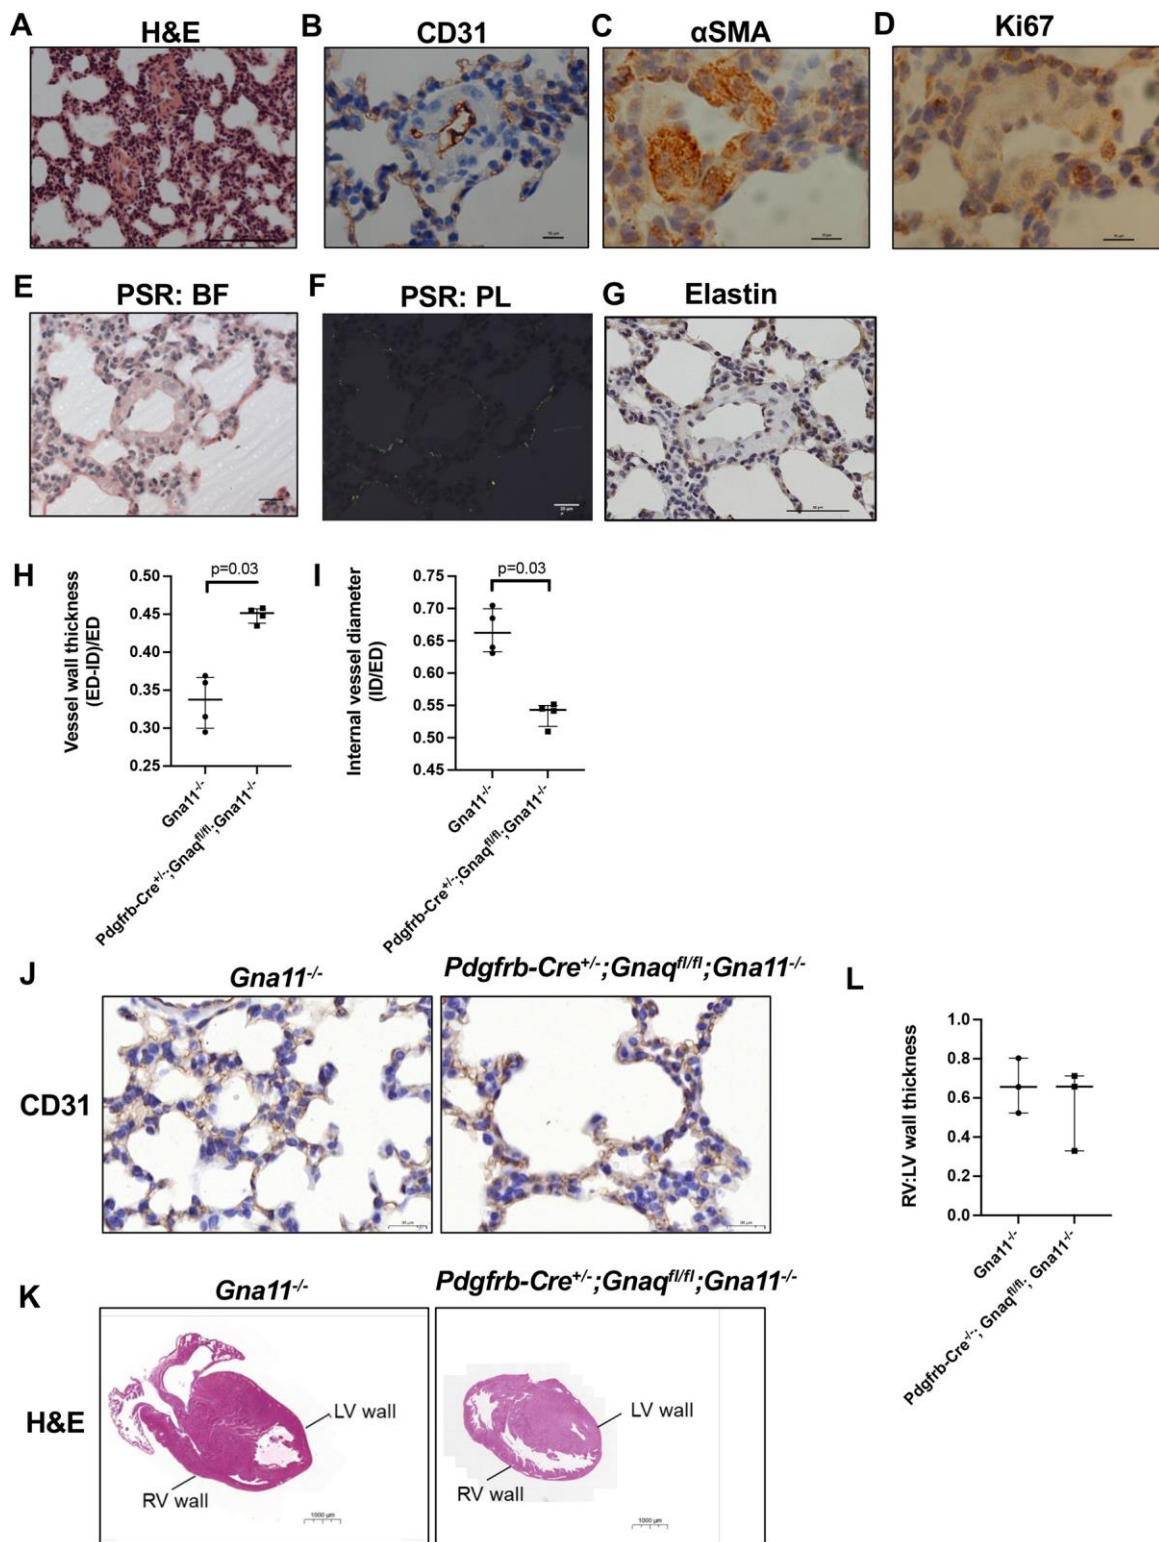 A H&E
B CD31
C αSMA
D Ki67
10 µm
E PSR: BF
F PSR: PL
G Elastin
20 µm
H
p=0.03
Vessel wall thickness
(ED-ID)/ED
0.50
0.45
0.40
0.35
0.30
0.25
Gna11-/-
Pdgfrb-Cre+/-;Gnaqfl/fl;Gna11-/-
I
p=0.03
Internal vessel diameter
(ID/ED)
0.75
0.70
0.65
0.60
0.55
0.50
0.45
Gna11-/-
Pdgfrb-Cre+/-;Gnaqfl/fl;Gna11-/-
J
Gna11-/-
Pdgfrb-Cre+/-;Gnaqfl/fl;Gna11-/-
CD31
L
RV:LV wall thickness
1.0
0.8
0.6
0.4
0.2
0.0
Gna11-/-
Pdgfrb-Cre-/-; Gnaqfl/fl; Gna11-/-
K
Gna11-/-
Pdgfrb-Cre+/-;Gnaqfl/fl;Gna11-/-
H&E
LV wall
RV wall
1000 µm
LV wall
RV wall
1000 µm